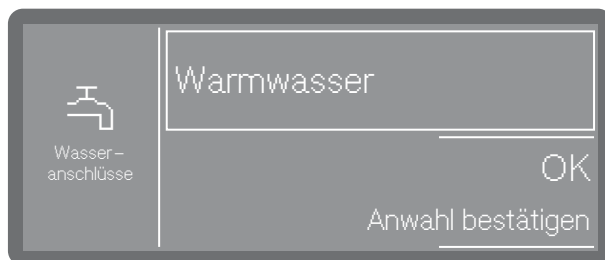 Wasser–
anschlüsse
Warmwasser
OK
Anwahl bestätigen